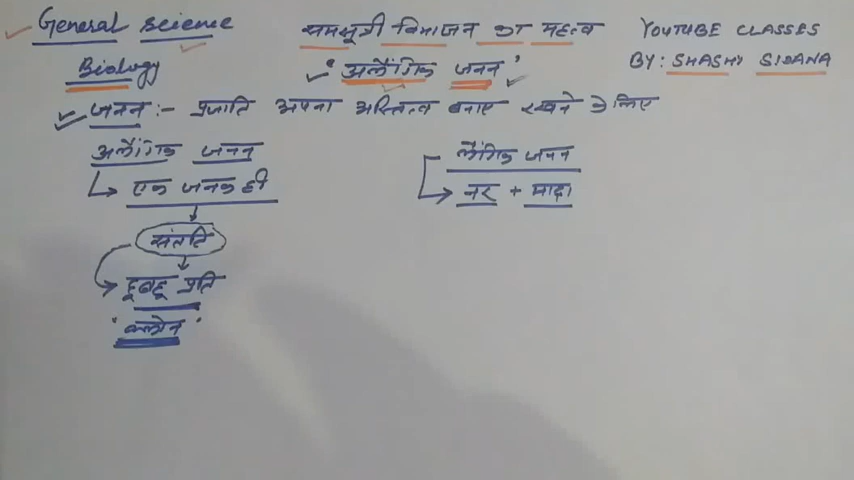 General Science
Biology
समसूत्री विभाजन का महत्व
'अलैंगिक जनन'
YOUTUBE CLASSES
BY: SHASHI SIDANA
जनन :- प्रजाति अपना अस्तित्व बनाए रखने के लिए
अलैंगिक जनन
एक जनक ही
संतति
हूबहू प्रति
'क्लोन'
लैंगिक जनन
नर + मादा